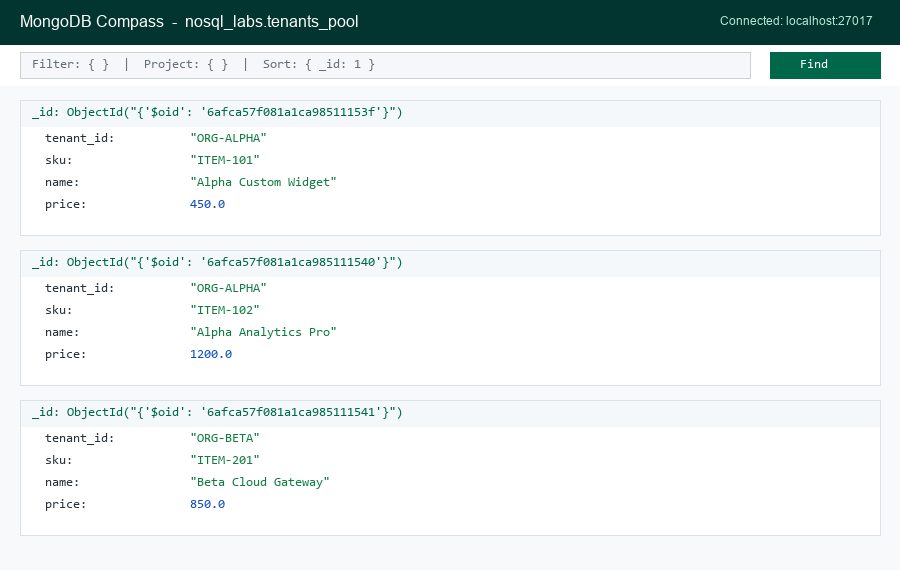 MongoDB Compass - nosql_labs.tenants_pool
Connected: localhost:27017
Filter: { } | Project: { } | Sort: { _id: 1 }
Find
_id: ObjectId("{'$oid': '6afca57f081a1ca98511153f'}")
tenant_id: "ORG-ALPHA"
sku: "ITEM-101"
name: "Alpha Custom Widget"
price: 450.0
_id: ObjectId("{'$oid': '6afca57f081a1ca985111540'}")
tenant_id: "ORG-ALPHA"
sku: "ITEM-102"
name: "Alpha Analytics Pro"
price: 1200.0
_id: ObjectId("{'$oid': '6afca57f081a1ca985111541'}")
tenant_id: "ORG-BETA"
sku: "ITEM-201"
name: "Beta Cloud Gateway"
price: 850.0